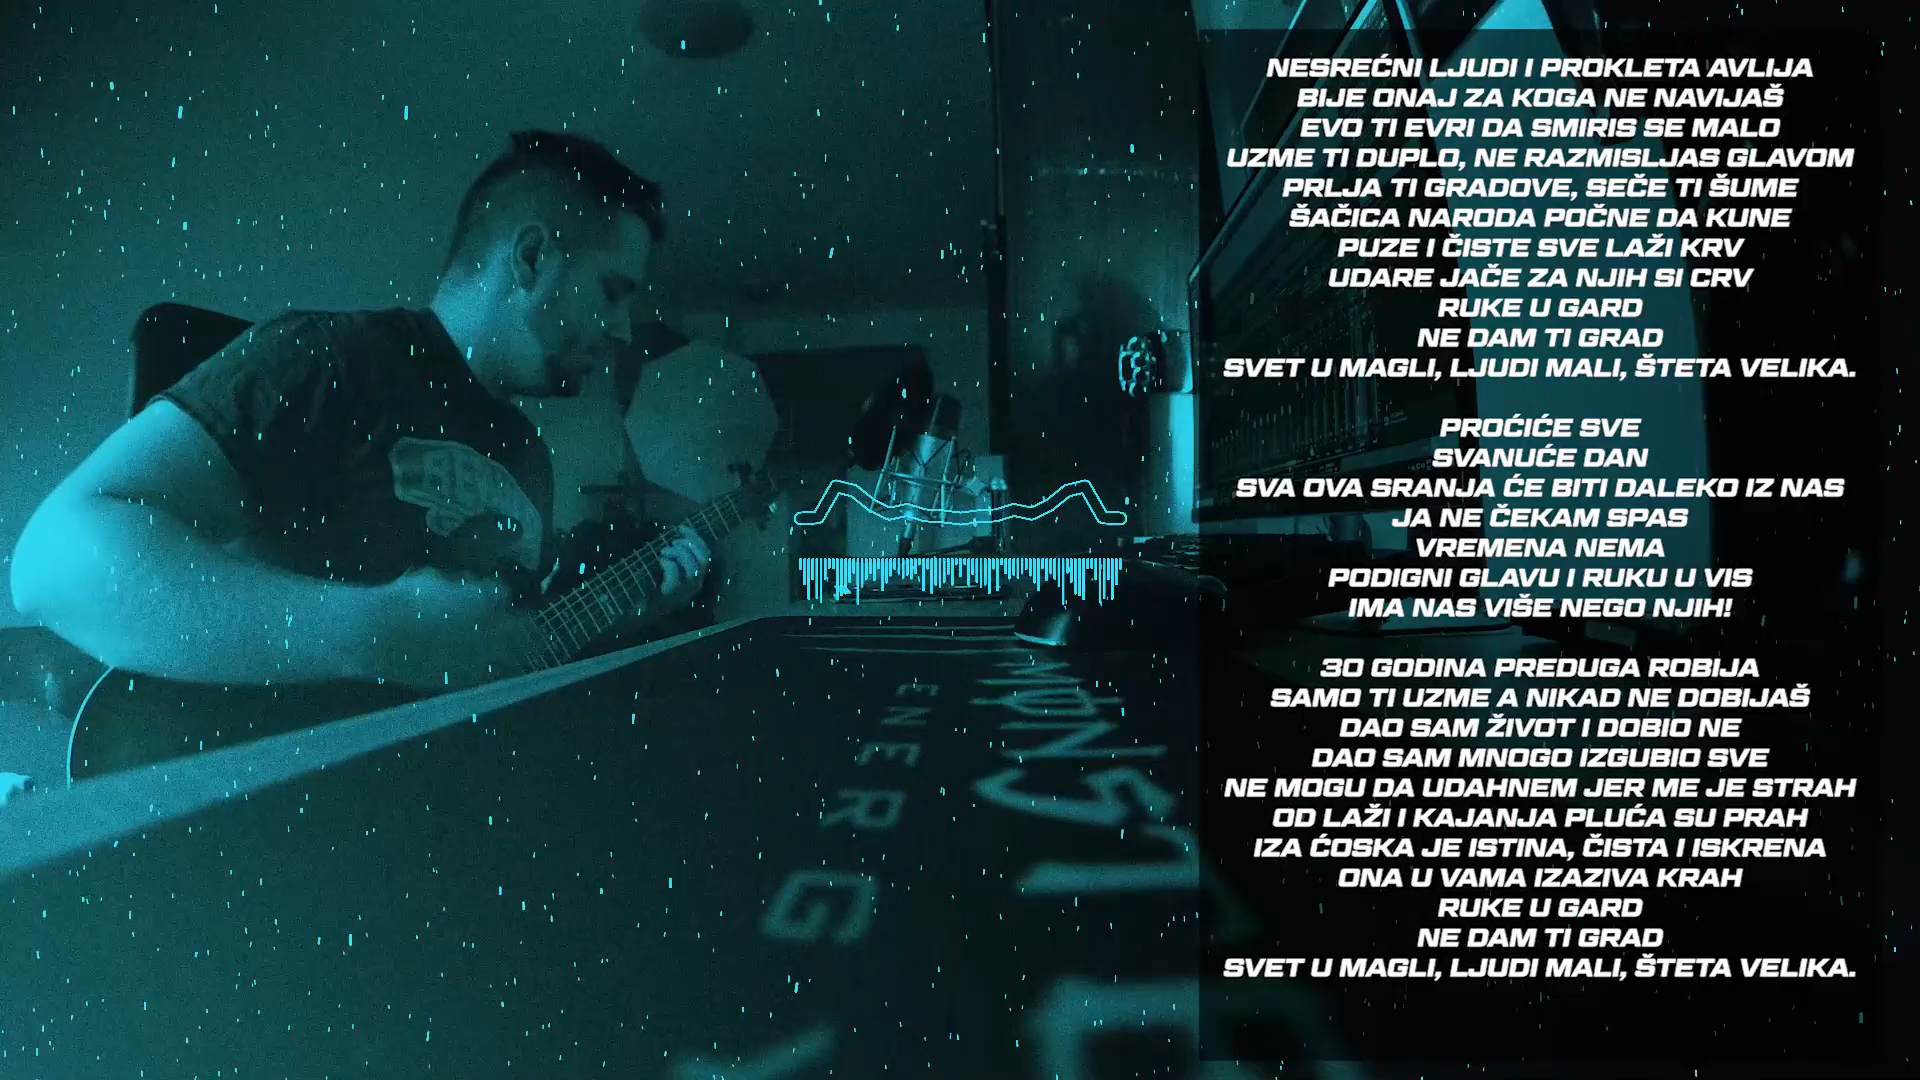 NESREĆNI LJUDI I PROKLETA AVLIJA
BIJE ONAJ ZA KOGA NE NAVIJAŠ
EVO TI EVRI DA SMIRIS SE MALO
UZME TI DUPLO, NE RAZMISLJAS GLAVOM
PRLJA TI GRADOVE, SEČE TI ŠUME
ŠAČICA NARODA POČNE DA KUNE
PUZE I ČISTE SVE LAŽI KRV
UDARE JAČE ZA NJIH SI CRV
RUKE U GARD
NE DAM TI GRAD
SVET U MAGLI, LJUDI MALI, ŠTETA VELIKA.
PROĆIĆE SVE
SVANUĆE DAN
SVA OVA SRANJA ĆE BITI DALEKO IZ NAS
JA NE ČEKAM SPAS
VREMENA NEMA
PODIGNI GLAVU I RUKU U VIS
IMA NAS VIŠE NEGO NJIH!
30 GODINA PREDUGA ROBIJA
SAMO TI UZME A NIKAD NE DOBIJAŠ
DAO SAM ŽIVOT I DOBIO NE
DAO SAM MNOGO IZGUBIO SVE
NE MOGU DA UDAHNEM JER ME JE STRAH
OD LAŽI I KAJANJA PLUĆA SU PRAH
IZA ĆOSKA JE ISTINA, ČISTA I ISKRENA
ONA U VAMA IZAZIVA KRAH
RUKE U GARD
NE DAM TI GRAD
SVET U MAGLI, LJUDI MALI, ŠTETA VELIKA.
ENERGY